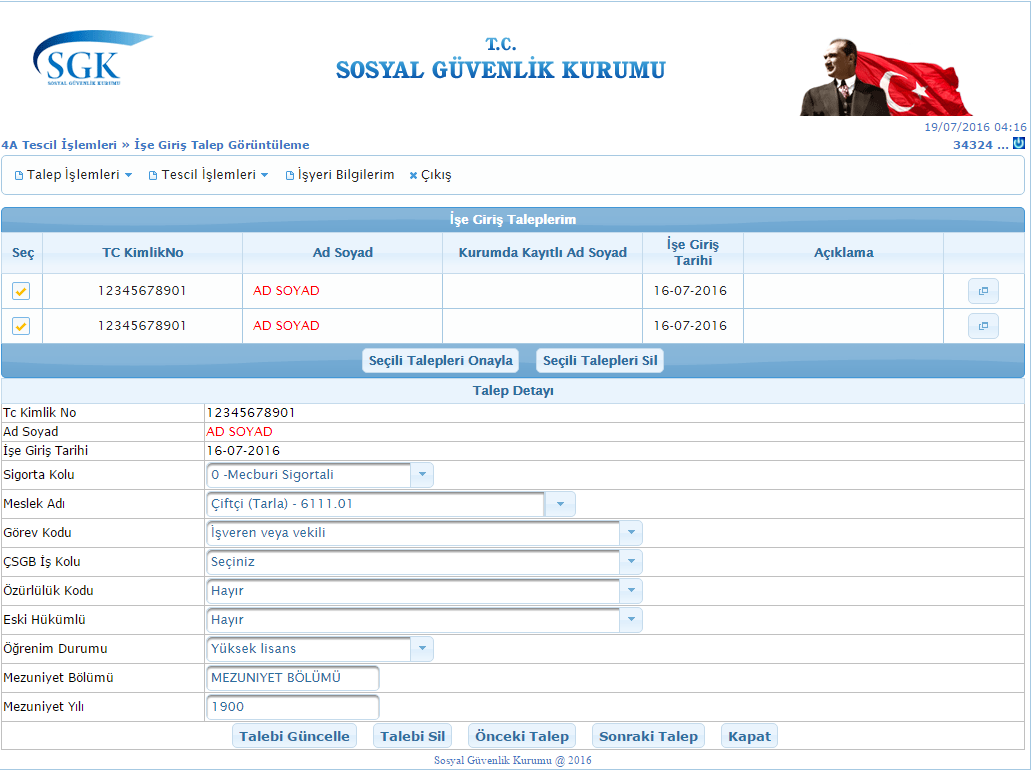 SGK
SOSYAL GÜVENLİK KURUMU
T.C.
SOSYAL GÜVENLİK KURUMU
19/07/2016 04:16
4A Tescil İşlemleri » İşe Giriş Talep Görüntüleme
34324 ...
Talep İşlemleri Tescil İşlemleri İşyeri Bilgilerim Çıkış
İşe Giriş Taleplerim
Seç TC KimlikNo Ad Soyad Kurumda Kayıtlı Ad Soyad İşe Giriş Tarihi Açıklama
12345678901 AD SOYAD 16-07-2016
12345678901 AD SOYAD 16-07-2016
Seçili Talepleri Onayla Seçili Talepleri Sil
Talep Detayı
Tc Kimlik No 12345678901
Ad Soyad AD SOYAD
İşe Giriş Tarihi 16-07-2016
Sigorta Kolu 0 -Mecburi Sigortali
Meslek Adı Çiftçi (Tarla) - 6111.01
Görev Kodu İşveren veya vekili
ÇSGB İş Kolu Seçiniz
Özürlülük Kodu Hayır
Eski Hükümlü Hayır
Öğrenim Durumu Yüksek lisans
Mezuniyet Bölümü MEZUNIYET BÖLÜMÜ
Mezuniyet Yılı 1900
Talebi Güncelle Talebi Sil Önceki Talep Sonraki Talep Kapat
Sosyal Güvenlik Kurumu @ 2016